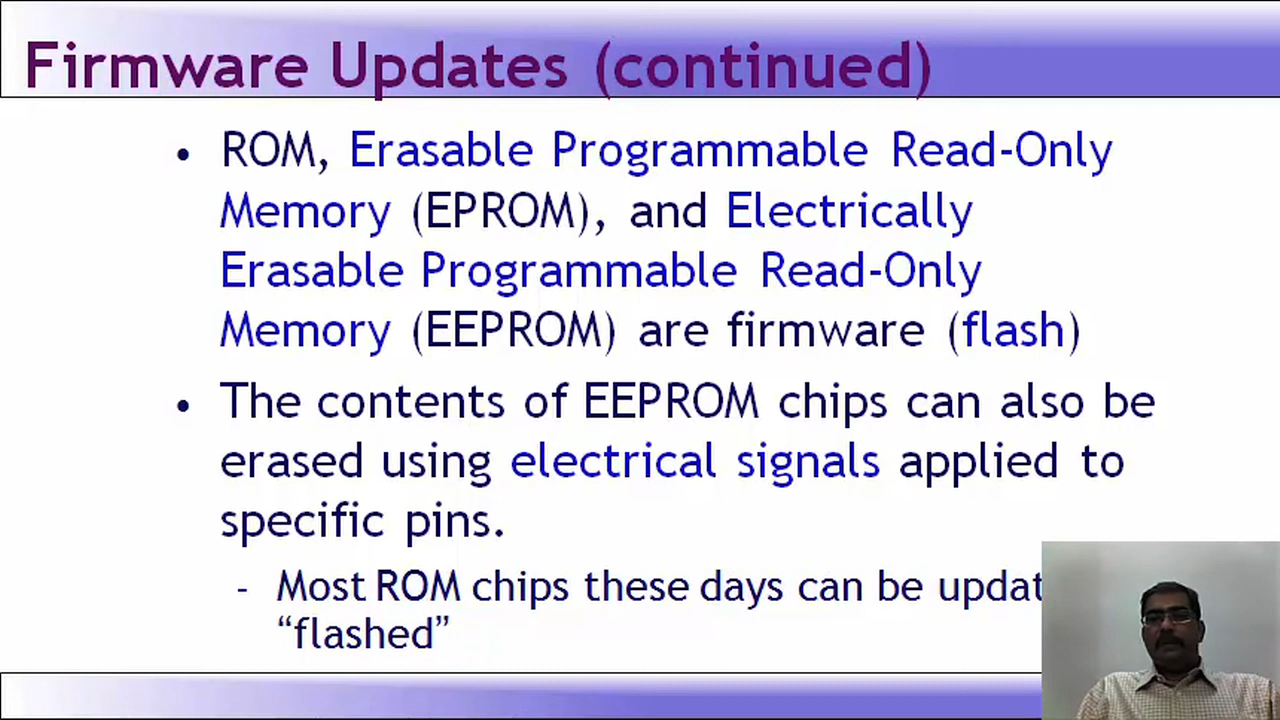 Firmware Updates (continued)
• ROM, Erasable Programmable Read-Only
Memory (EPROM), and Electrically
Erasable Programmable Read-Only
Memory (EEPROM) are firmware (flash)
• The contents of EEPROM chips can also be
erased using electrical signals applied to
specific pins.
- Most ROM chips these days can be
“flashed”